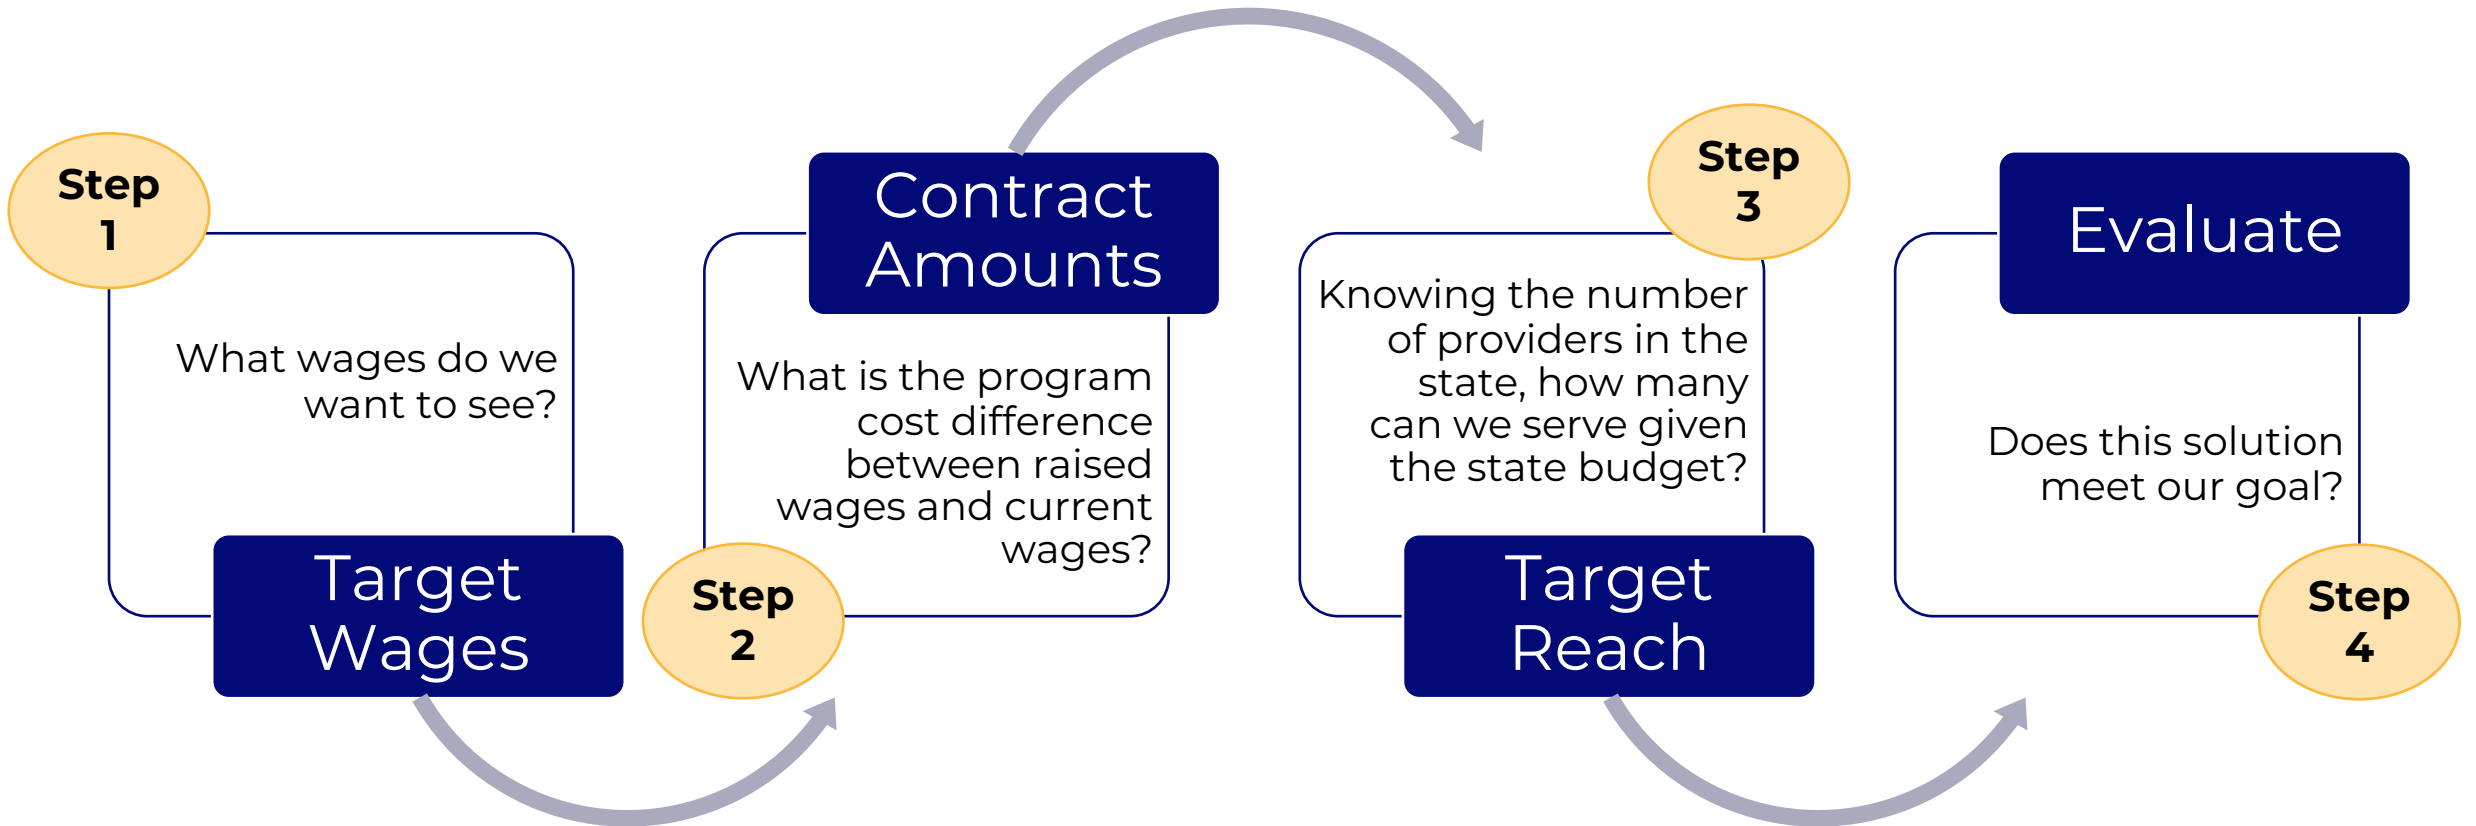 Step
1
What wages do we
want to see?
Target
Wages
Contract
Amounts
What is the program
cost difference
between raised
wages and current
wages?
Step
2
Step
3
Knowing the number
of providers in the
state, how many
can we serve given
the state budget?
Target
Reach
Evaluate
Does this solution
meet our goal?
Step
4